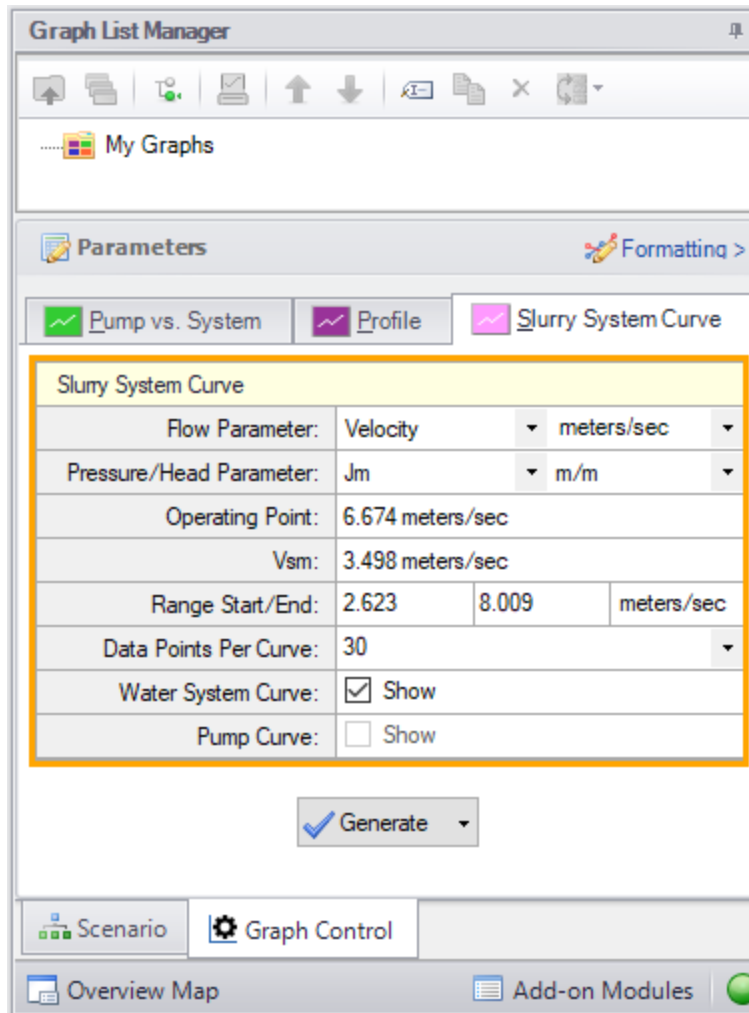 Graph List Manager
My Graphs
Parameters Formatting >
Pump vs. System Profile Slurry System Curve
Slurry System Curve
Flow Parameter: Velocity meters/sec
Pressure/Head Parameter: Jm m/m
Operating Point: 6.674 meters/sec
Vsm: 3.498 meters/sec
Range Start/End: 2.623 8.009 meters/sec
Data Points Per Curve: 30
Water System Curve: Show
Pump Curve: Show
Generate
Scenario Graph Control
Overview Map Add-on Modules